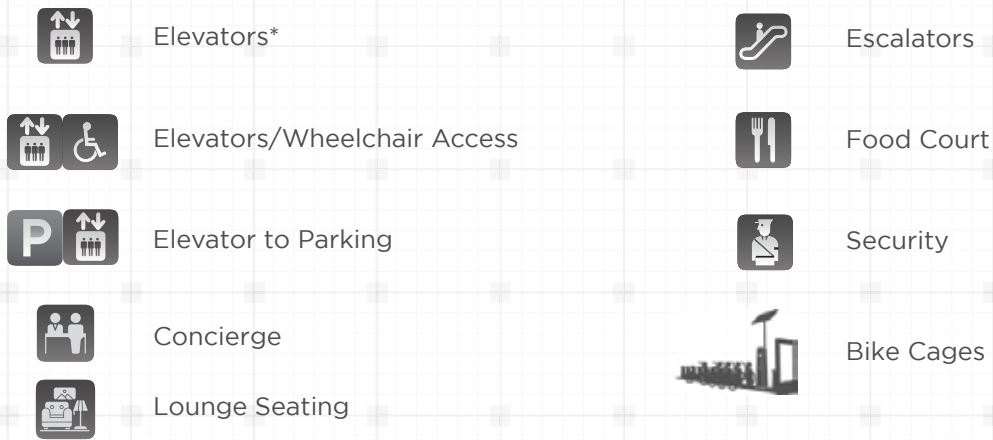 Elevators*
Elevators/Wheelchair Access
P
Elevator to Parking
Concierge
Lounge Seating
Escalators
Food Court
Security
Bike Cages